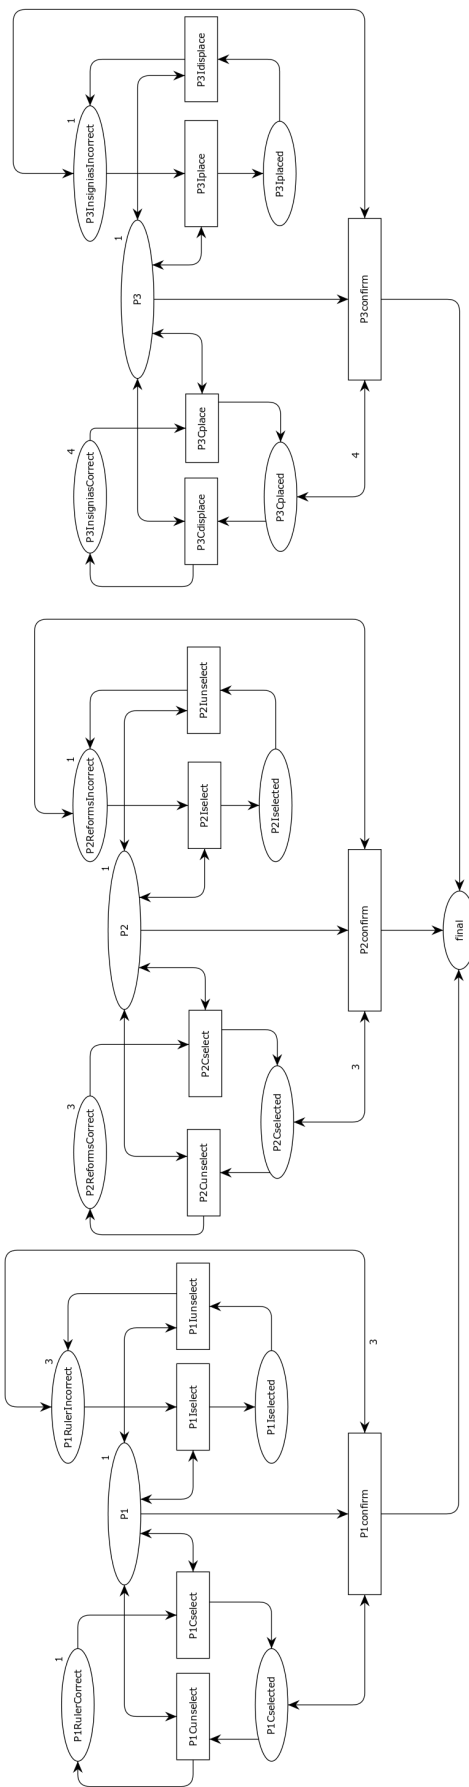 P1RulerCorrect
1
P1Cunselect
P1Cselect
P1Cselected
P1
1
P1RulerIncorrect
3
P1Iselect
P1Iunselect
P1Iselected
P1confirm
3
P2ReformsCorrect
3
P2Cunselect
P2Cselect
P2Cselected
3
P2
1
P2ReformsIncorrect
1
P2Iselect
P2Iunselect
P2Iselected
P2confirm
P3InsigniasCorrect
4
P3Cdisplace
P3Cplace
P3Cplaced
4
P3
1
P3InsigniasIncorrect
1
P3Iplace
P3Idisplace
P3Iplaced
P3confirm
final